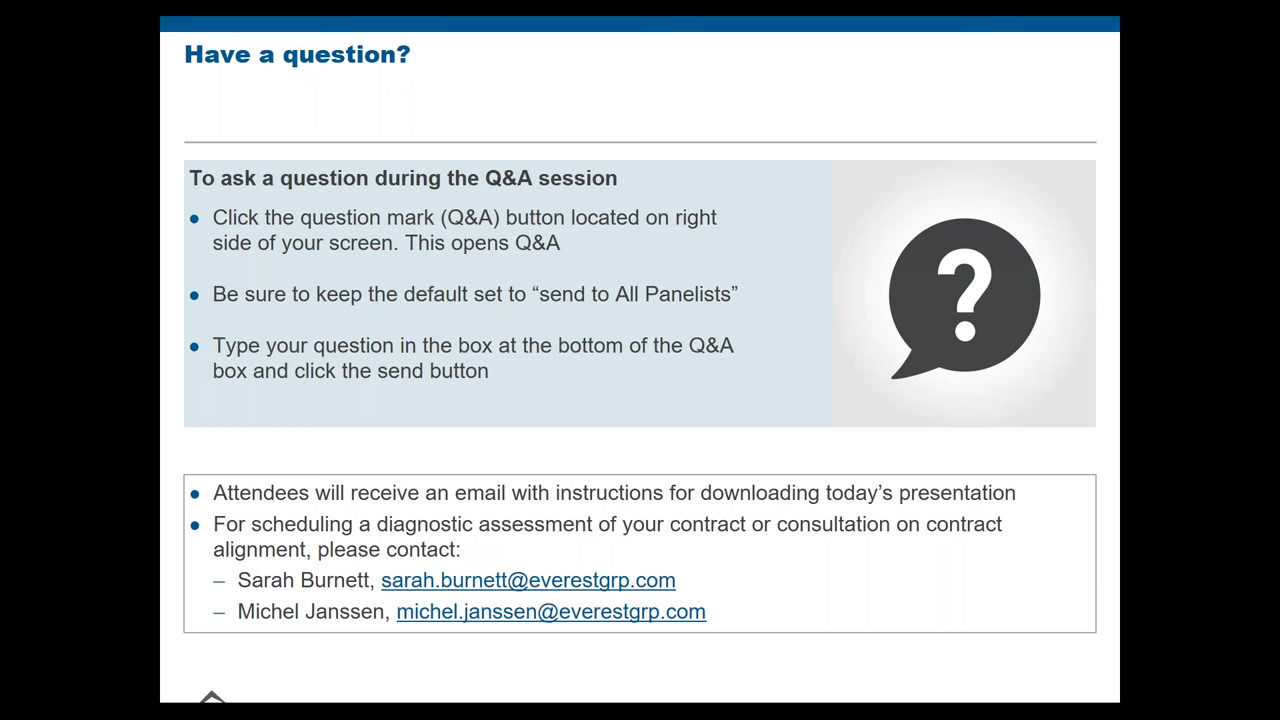 Have a question?
To ask a question during the Q&A session
● Click the question mark (Q&A) button located on right
side of your screen. This opens Q&A
● Be sure to keep the default set to “send to All Panelists”
● Type your question in the box at the bottom of the Q&A
box and click the send button
?
● Attendees will receive an email with instructions for downloading today’s presentation
● For scheduling a diagnostic assessment of your contract or consultation on contract
alignment, please contact:
– Sarah Burnett, sarah.burnett@everestgrp.com
– Michel Janssen, michel.janssen@everestgrp.com